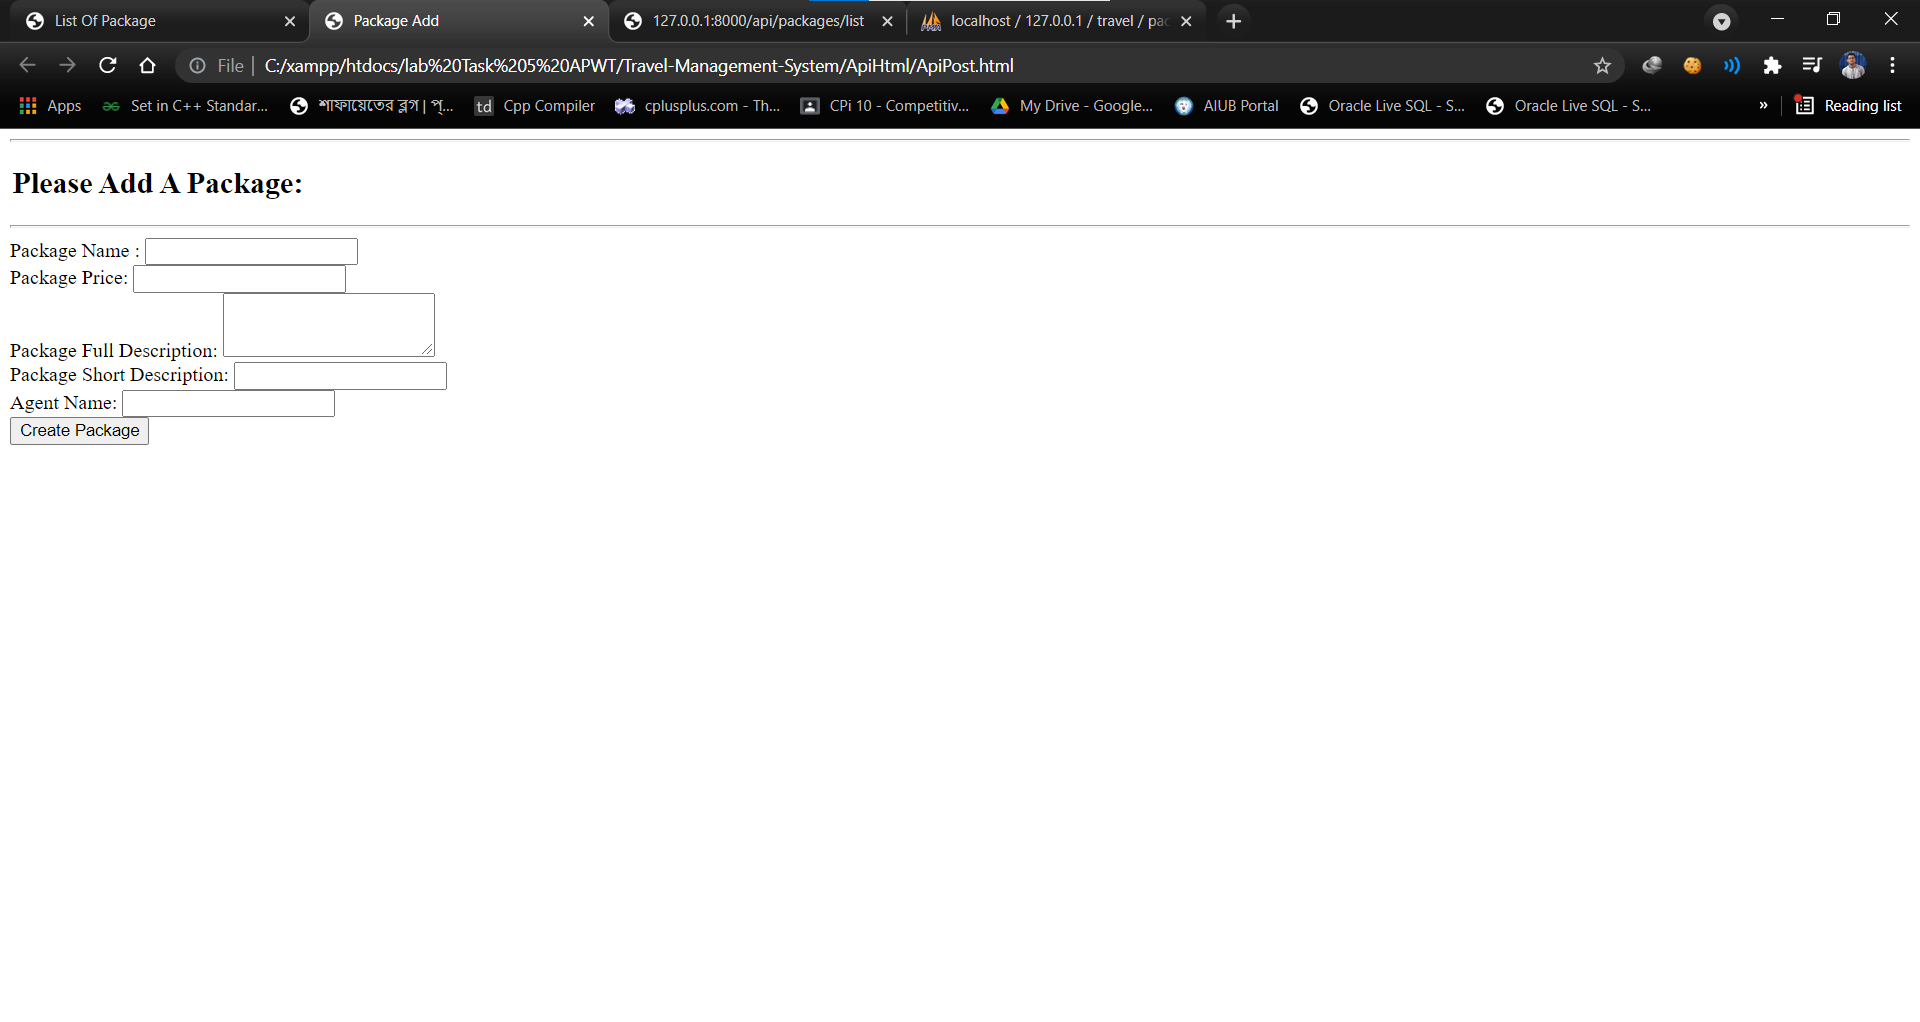 List Of Package
Package Add
127.0.0.1:8000/api/packages/list
localhost / 127.0.0.1 / travel / pac
File
C:/xampp/htdocs/lab%20Task%205%20APWT/Travel-Management-System/ApiHtml/ApiPost.html
Apps
Set in C++ Standar...
শাফায়েতের ব্লগ | প্...
td
Cpp Compiler
cplusplus.com - Th...
CPi 10 - Competitiv...
My Drive - Google...
AIUB Portal
Oracle Live SQL - S...
Oracle Live SQL - S...
»
Reading list
Please Add A Package:
Package Name :
Package Price:
Package Full Description:
Package Short Description:
Agent Name:
Create Package